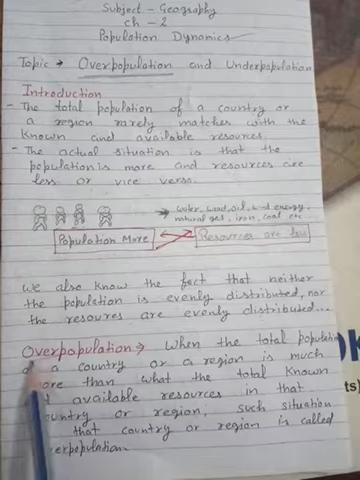 Subject - Geography
Ch - 2
Population Dynamics
Topic → Overpopulation and Underpopulation
Introduction
- The total population of a country or
a region rarely matches with the
known and available resources.
- The actual situation is that the
population is more and resources are
less or vice versa.
→ water, wood, oil, wind energy,
natural gas, iron, coal etc
Population More
Resources are less
We also know the fact that neither
the population is evenly distributed, nor
the resoures are evenly distributed...
Overpopulation → When the total populatio
a country or a region is much
ore than what the total known
available resources in that
ountry or region, such situation
that country or region is called
erpopulation
ts)